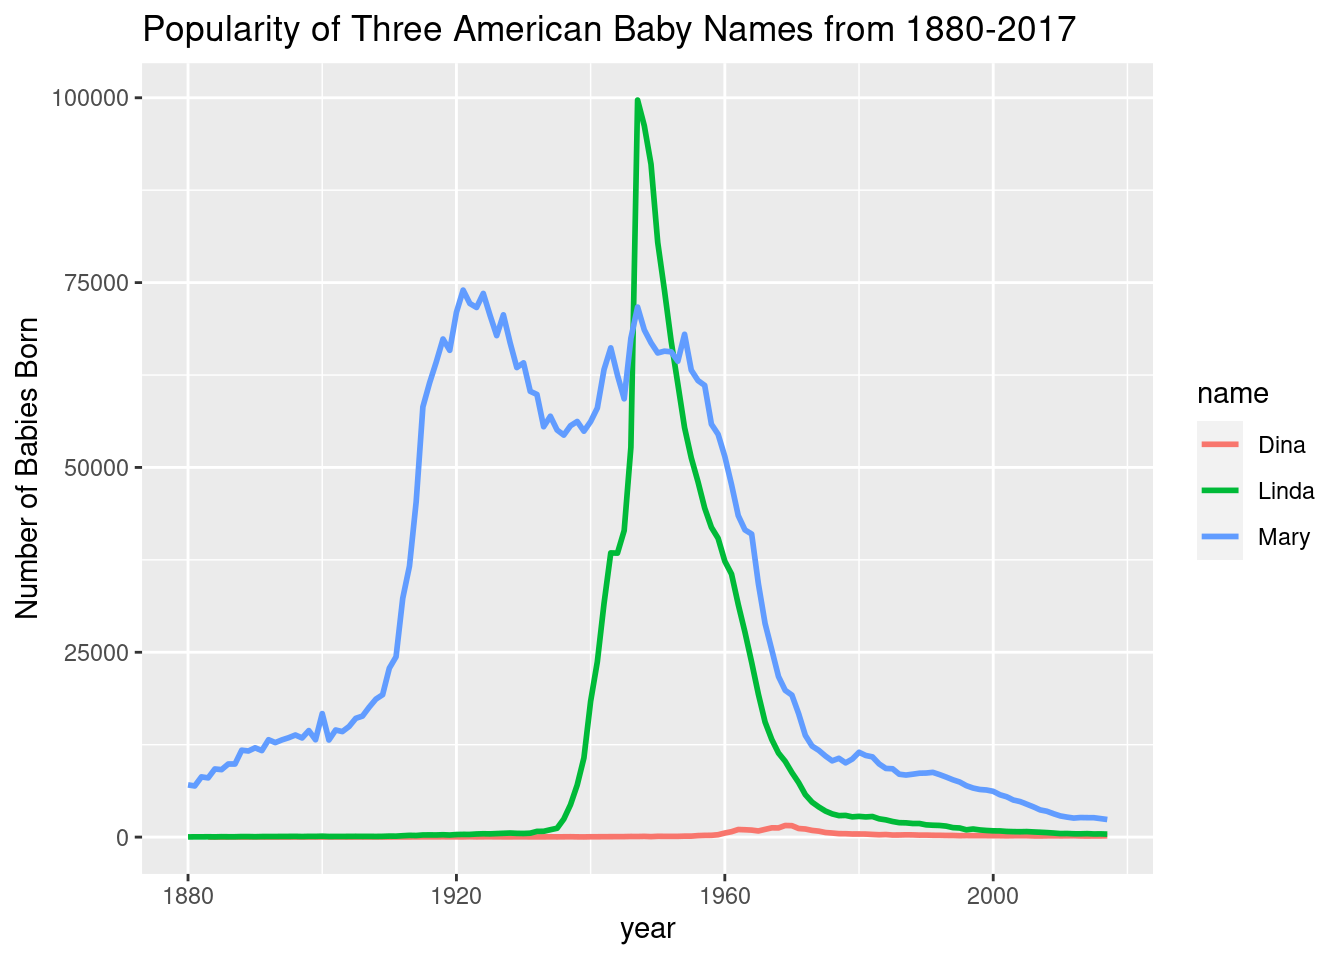 Popularity of Three American Baby Names from 1880-2017
100000
75000
50000
25000
0
Number of Babies Born
1880 1920 1960 2000
year
name
Dina
Linda
Mary